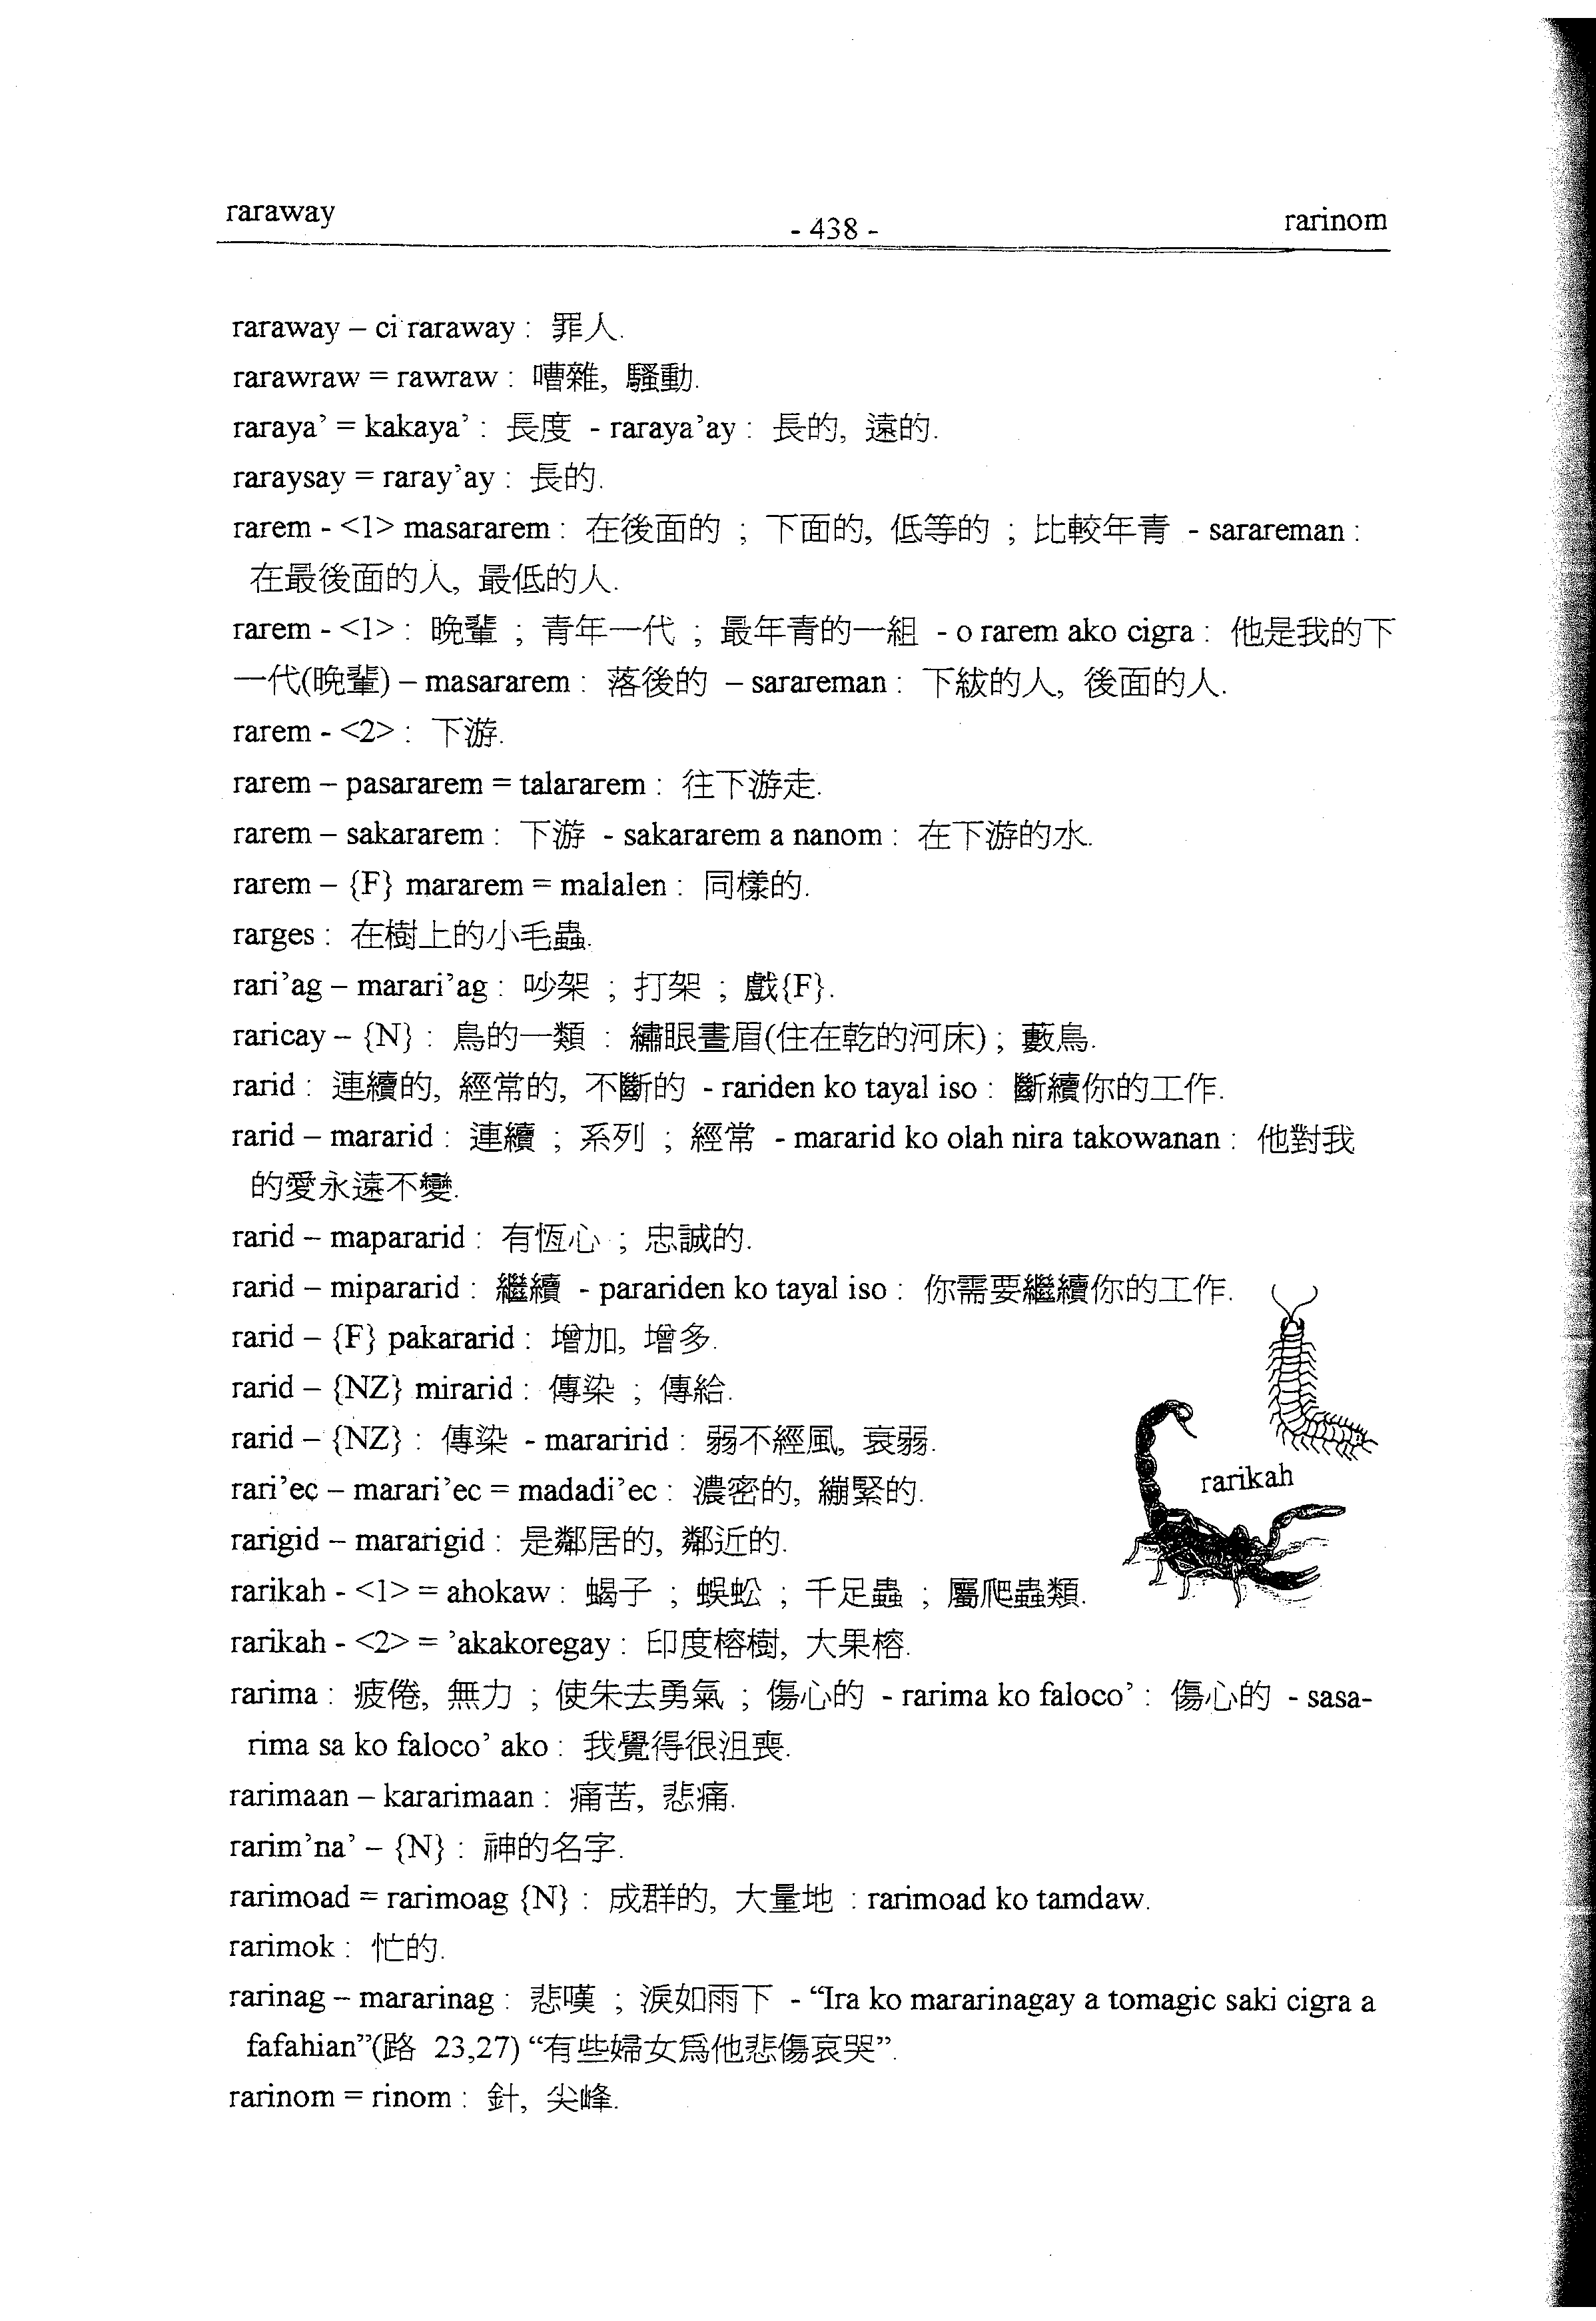 raraway - 438 - rarinom
raraway – ci raraway : 罪人.
rarawraw = rawraw : 嘈雜, 騷動.
raraya’ = kakaya’ : 長度 - raraya’ay : 長的, 遠的.
raraysay = raray’ay : 長的.
rarem - <1> masararem : 在後面的 ; 下面的, 低等的 ; 比較年青 - sarareman :
在最後面的人, 最低的人.
rarem - <1> : 晚輩 ; 青年一代 ; 最年青的一組 - o rarem ako cigra : 他是我的下
一代(晚輩) – masararem : 落後的 – sarareman : 下紱的人, 後面的人.
rarem - <2> : 下游.
rarem – pasararem = talararem : 往下游走.
rarem – sakararem : 下游 - sakararem a nanom : 在下游的水.
rarem – {F} mararem = malalen : 同樣的.
rarges : 在樹上的小毛蟲.
rari’ag – marari’ag : 吵架 ; 打架 ; 戲{F}.
raricay – {N} : 鳥的一類 : 繡眼畫眉(住在乾的河床) ; 藪鳥.
rarid : 連續的, 經常的, 不斷的 - rariden ko tayal iso : 斷續你的工作.
rarid – mararid : 連續 ; 系列 ; 經常 - mararid ko olah nira takowanan : 他對我
的愛永遠不變.
rarid – mapararid : 有恆心 ; 忠誠的.
rarid – mipararid : 繼續 - parariden ko tayal iso : 你需要繼續你的工作.
rarid – {F} pakararid : 增加, 增多.
rarid – {NZ} mirarid : 傳染 ; 傳給.
rarid – {NZ} : 傳染 - mararirid : 弱不經風, 衰弱.
rari’ec – marari’ec = madadi’ec : 濃密的, 繃緊的.
rarikah
rarigid – mararigid : 是鄰居的, 鄰近的.
rarikah - <1> = ahokaw : 蝎子 ; 蜈蚣 ; 千足蟲 ; 屬爬蟲類.
rarikah - <2> = ’akakoregay : 印度榕樹, 大果榕.
rarima : 疲倦, 無力 ; 使朱去勇氣 ; 傷心的 - rarima ko faloco’ : 傷心的 - sasa-
rima sa ko faloco’ ako : 我覺得很沮喪.
rarimaan – kararimaan : 痛苦, 悲痛.
rarim’na’ – {N} : 神的名字.
rarimoad = rarimoag {N} : 成群的, 大量地 : rarimoad ko tamdaw.
rarimok : 忙的.
rarinag – mararinag : 悲嘆 ; 淚如雨下 - “Ira ko mararinagay a tomagic saki cigra a
fafahian”(路 23,27) “有些婦女爲他悲傷哀哭”.
rarinom = rinom : 針, 尖峰.